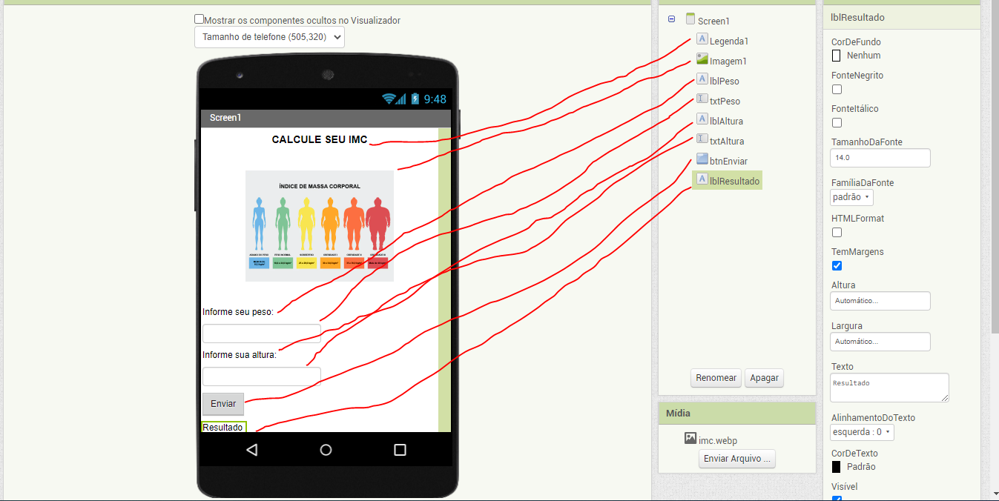 Mostrar os componentes ocultos no Visualizador
Tamanho de telefone (505,320)
9:48
Screen1
CALCULE SEU IMC
ÍNDICE DE MASSA CORPORAL
Informe seu peso:
Informe sua altura:
Enviar
Resultado
Screen1
Legenda1
Imagem1
lblPeso
txtPeso
lblAltura
txtAltura
btnEnviar
lblResultado
Renomear Apagar
Mídia
imc.webp
Enviar Arquivo ...
lblResultado
CorDeFundo
Nenhum
FonteNegrito
FonteItálico
TamanhoDaFonte
14.0
FamíliaDaFonte
padrão
HTMLFormat
TemMargens
Altura
Automático...
Largura
Automático...
Texto
Resultado
AlinhamentoDoTexto
esquerda : 0
CorDeTexto
Padrão
Visível